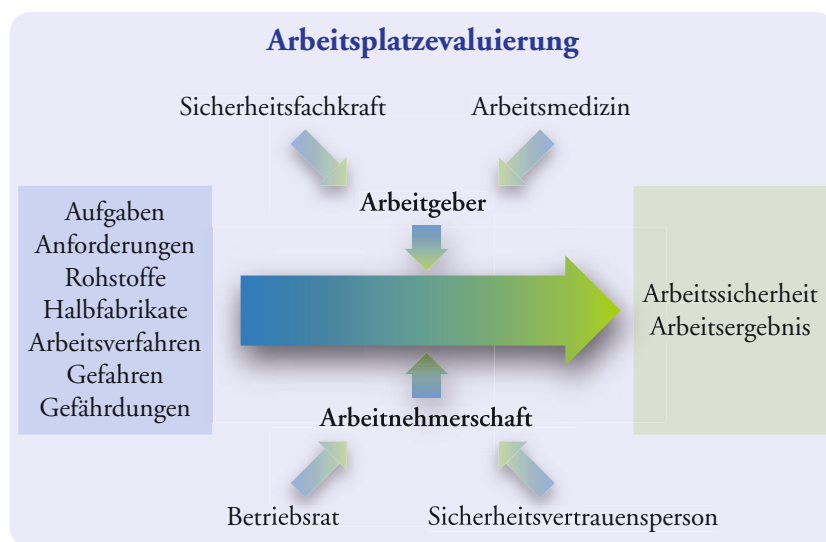 Arbeitsplatzevaluierung
Sicherheitsfachkraft
Arbeitsmedizin
Arbeitgeber
Aufgaben
Anforderungen
Rohstoffe
Halbfabrikate
Arbeitsverfahren
Gefahren
Gefährdungen
Arbeitssicherheit
Arbeitsergebnis
Arbeitnehmerschaft
Betriebsrat
Sicherheitsvertrauensperson